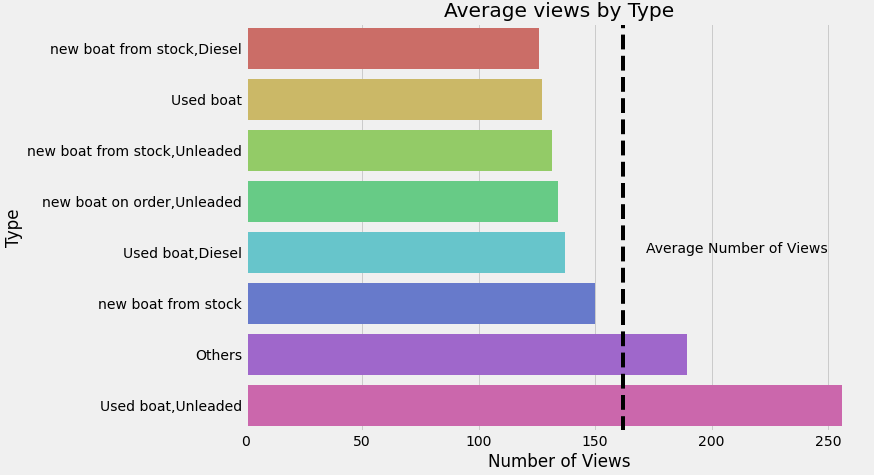 Average views by Type
new boat from stock,Diesel
Used boat
new boat from stock,Unleaded
new boat on order,Unleaded
Used boat,Diesel
new boat from stock
Others
Used boat,Unleaded
Type
Average Number of Views
0 50 100 150 200 250
Number of Views